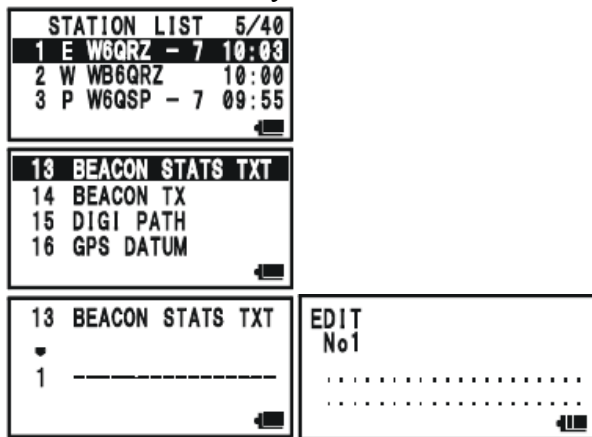 STATION LIST 5/40
1 E W6QRZ - 7 10:03
2 W WB6QRZ 10:00
3 P W6QSP - 7 09:55
13 BEACON STATS TXT
14 BEACON TX
15 DIGI PATH
16 GPS DATUM
13 BEACON STATS TXT
1 ----------------
EDIT
No1